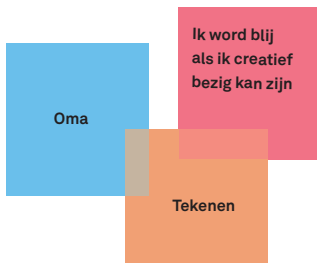 Ik word blij
als ik creatief
bezig kan zijn
Oma
Tekenen